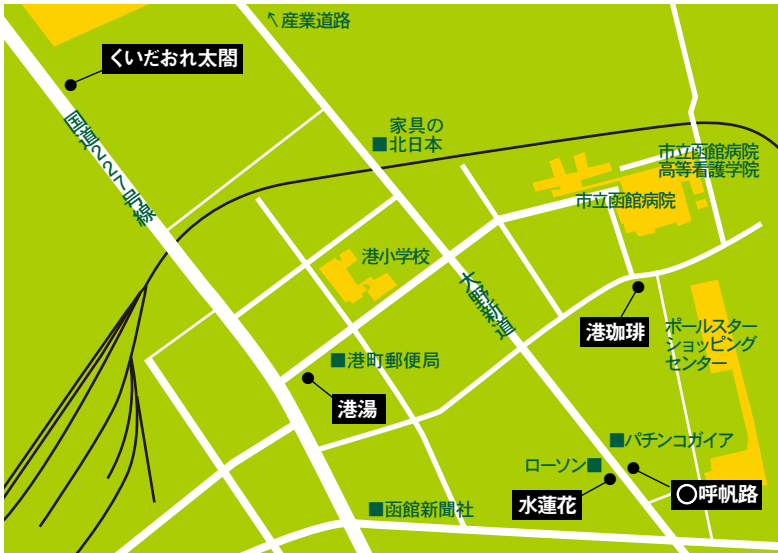 ↖産業道路
くいだおれ太閤
国道227号線
家具の
■北日本
市立函館病院
高等看護学院
市立函館病院
港小学校
大野新道
港珈琲
ポールスター
ショッピング
センター
■港町郵便局
港湯
■パチンコガイア
ローソン■
水蓮花
〇呼帆路
■函館新聞社